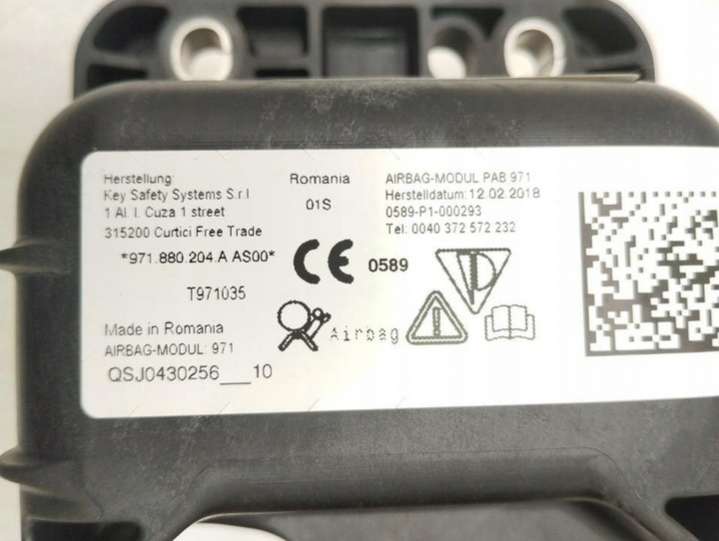 Herstellung:
Key Safety Systems S.r.l
1 Al. I. Cuza 1 street
315200 Curtici Free Trade
*971.880.204 A AS00*
T971035
Made in Romania
AIRBAG-MODUL: 971
QSJ0430256___10
Romania
01S
AIRBAG-MODUL PAB 971
Herstelldatum: 12.02.2018
0589-P1-000293
Tel: 0040 372 572 232
CE 0589
P
Airbag